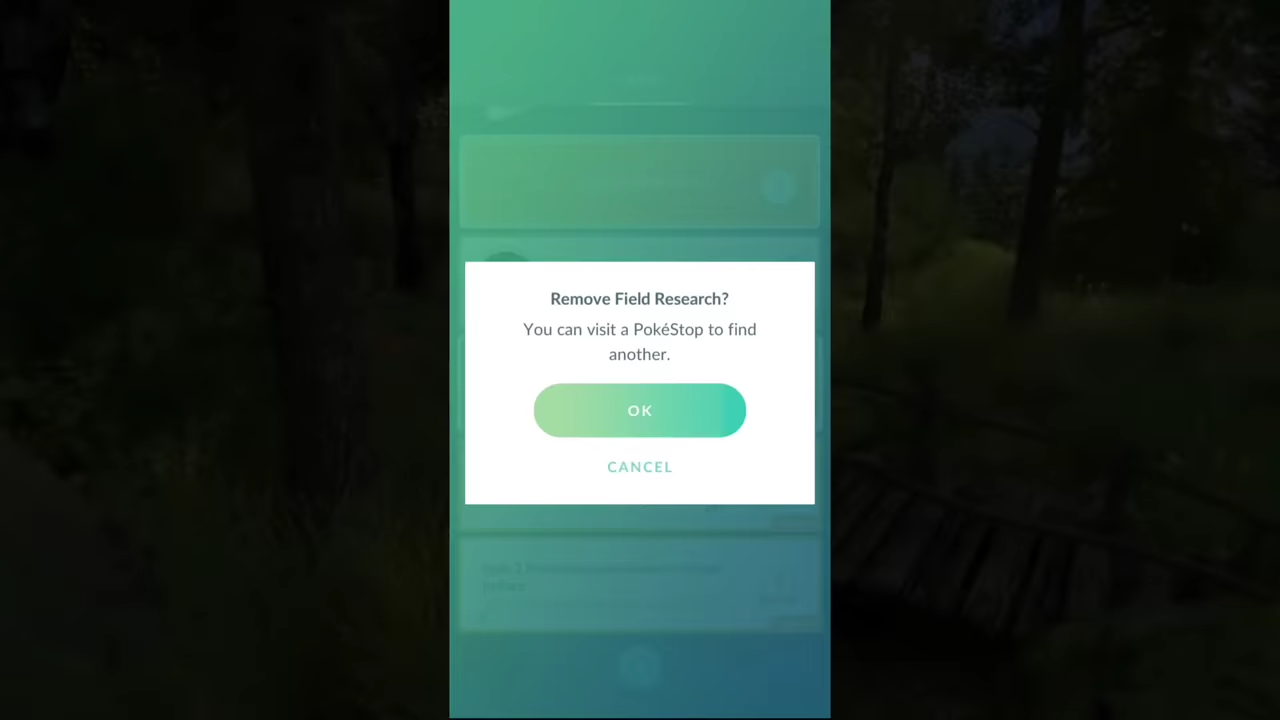 Remove Field Research?
You can visit a PokéStop to find
another.
OK
CANCEL